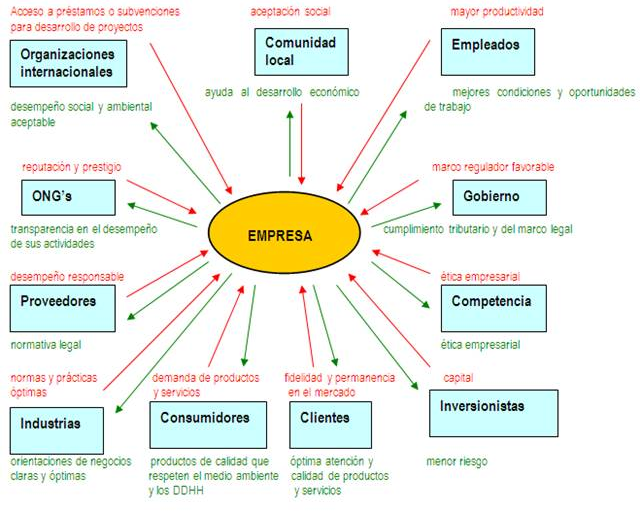 Acceso a préstamos o subvenciones
para desarrollo de proyectos
Organizaciones
internacionales
desempeño social y ambiental
aceptable
aceptación social
Comunidad
local
ayuda al desarrollo económico
mayor productividad
Empleados
mejores condiciones y oportunidades
de trabajo
reputación y prestigio
ONG's
transparencia en el desempeño
de sus actividades
EMPRESA
marco regulador favorable
Gobierno
cumplimiento tributario y del marco legal
desempeño responsable
Proveedores
normativa legal
ética empresarial
Competencia
ética empresarial
normas y prácticas
óptimas
Industrias
orientaciones de negocios
claras y óptimas
demanda de productos
y servicios
Consumidores
productos de calidad que
respeten el medio ambiente
y los DDHH
fidelidad y permanencia
en el mercado
Clientes
óptima atención y
calidad de productos
y servicios
capital
Inversionistas
menor riesgo